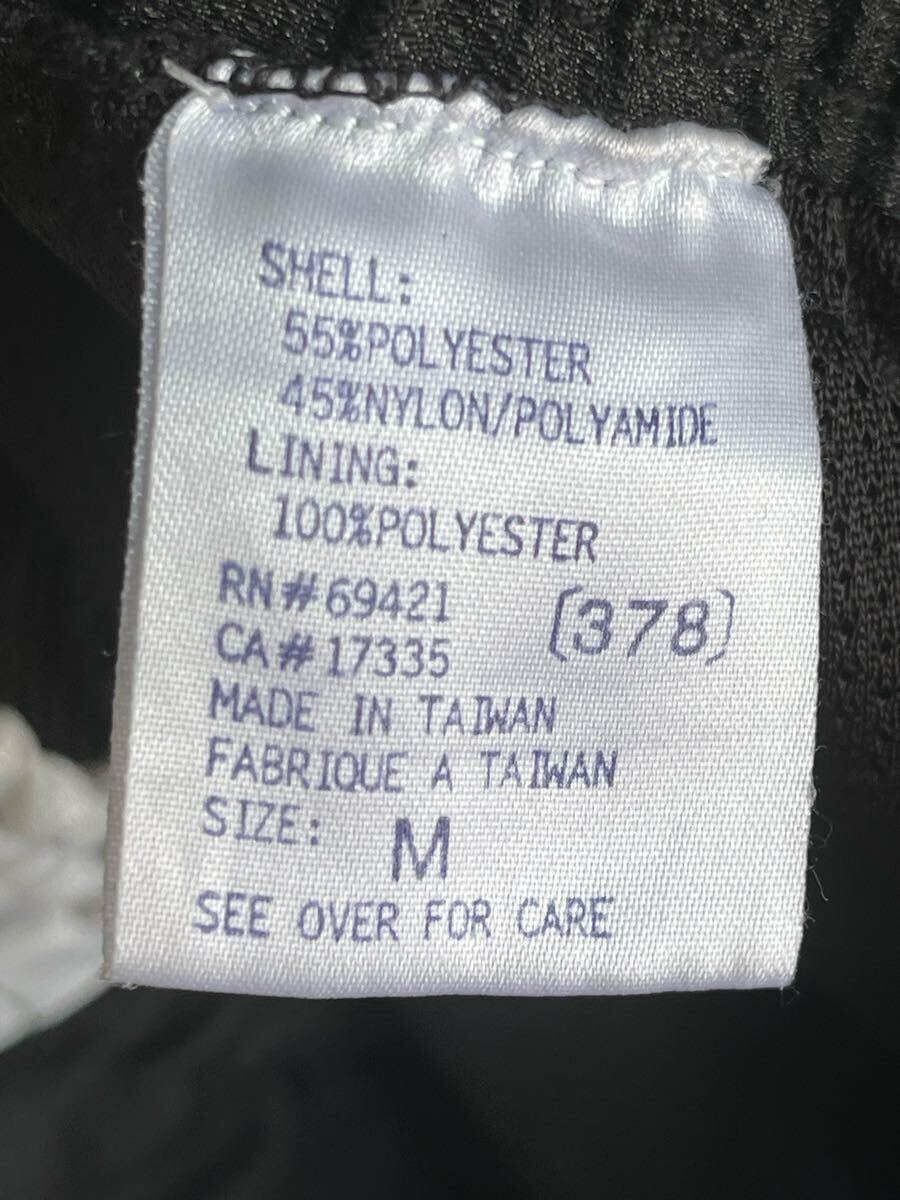 SHELL:
55%POLYESTER
45%NYLON/POLYAMIDE
LINING:
100%POLYESTER
RN#69421 (378)
CA#17335
MADE IN TAIWAN
FABRIQUE A TAIWAN
SIZE: M
SEE OVER FOR CARE